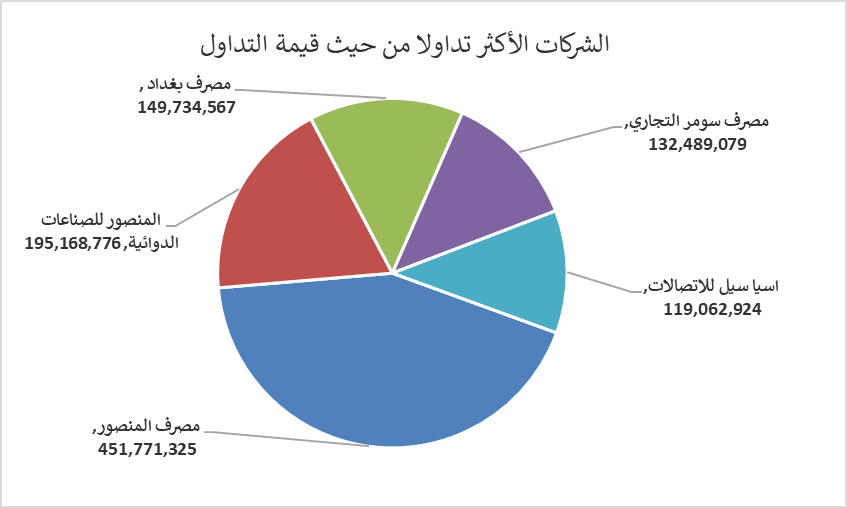 الشركات الأكثر تداولا من حيث قيمة التداول
مصرف بغداد ,
149,734,567
مصرف سومر التجاري,
132,489,079
المنصور للصناعات
الدوائية, 195,168,776
اسيا سيل للاتصالات,
119,062,924
مصرف المنصور,
451,771,325